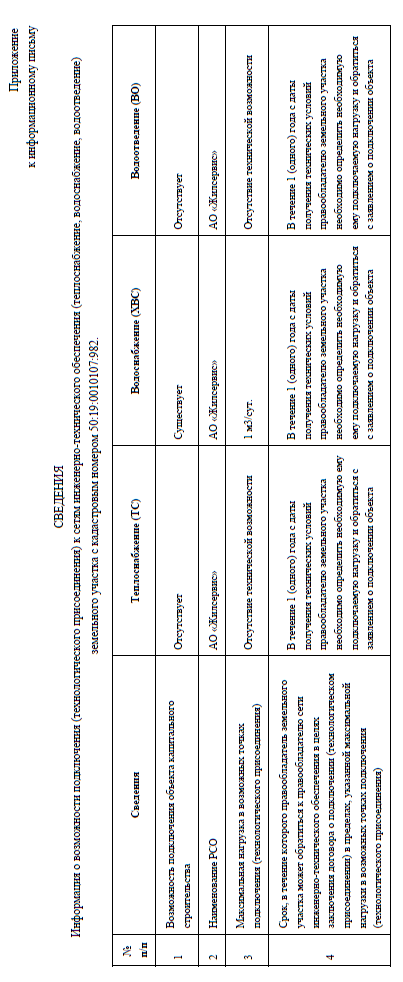 Приложение
к информационному письму
СВЕДЕНИЯ
Информация о возможности подключения (технологического присоединения) к сетям инженерно-технического обеспечения (теплоснабжение, водоснабжение, водоотведение)
земельного участка с кадастровым номером 50:19:0010107:982.
№
п/п
Сведения
Теплоснабжение (ТС)
Водоснабжение (ХВС)
Водоотведение (ВО)
1
Возможность подключения объекта капитального
строительства
Отсутствует
Существует
Отсутствует
2
Наименование РСО
АО «Жилсервис»
АО «Жилсервис»
АО «Жилсервис»
3
Максимальная нагрузка в возможных точках
подключения (технологического присоединения)
Отсутствие технической возможности
1 м3/сут.
Отсутствие технической возможности
4
Срок, в течение которого правообладатель земельного
участка может обратиться к правообладателю сети
инженерно-технического обеспечения в целях
заключения договора о подключении (технологическом
присоединении) в пределах, указанной максимальной
нагрузки в возможных точках подключения
(технологического присоединения)
В течение 1 (одного) года с даты
получения технических условий
правообладателю земельного участка
необходимо определить необходимую ему
подключаемую нагрузку и обратиться с
заявлением о подключении объекта
В течение 1 (одного) года с даты
получения технических условий
правообладателю земельного участка
необходимо определить необходимую
ему подключаемую нагрузку и обратиться
с заявлением о подключении объекта
В течение 1 (одного) года с даты
получения технических условий
правообладателю земельного участка
необходимо определить необходимую
ему подключаемую нагрузку и обратиться
с заявлением о подключении объекта